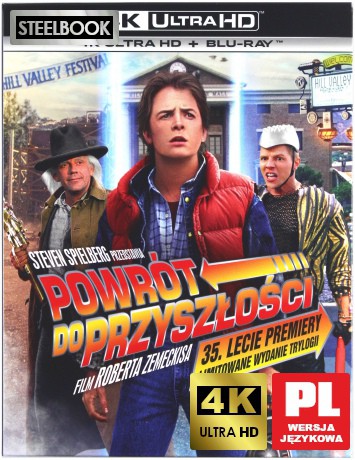 STEELBOOK
4K ULTRA HD
4K ULTRA HD + BLU-RAY™
HILL VALLEY FESTIVAL
HILL VALLEY
STEVEN SPIELBERG PRZEDSTAWIA
POWRÓT
DO PRZYSZŁOŚCI
35. LECIE PREMIERY
LIMITOWANE WYDANIE TRYLOGII
FILM ROBERTA ZEMECKISA
4K
ULTRA HD
PL
WERSJA
JĘZYKOWA